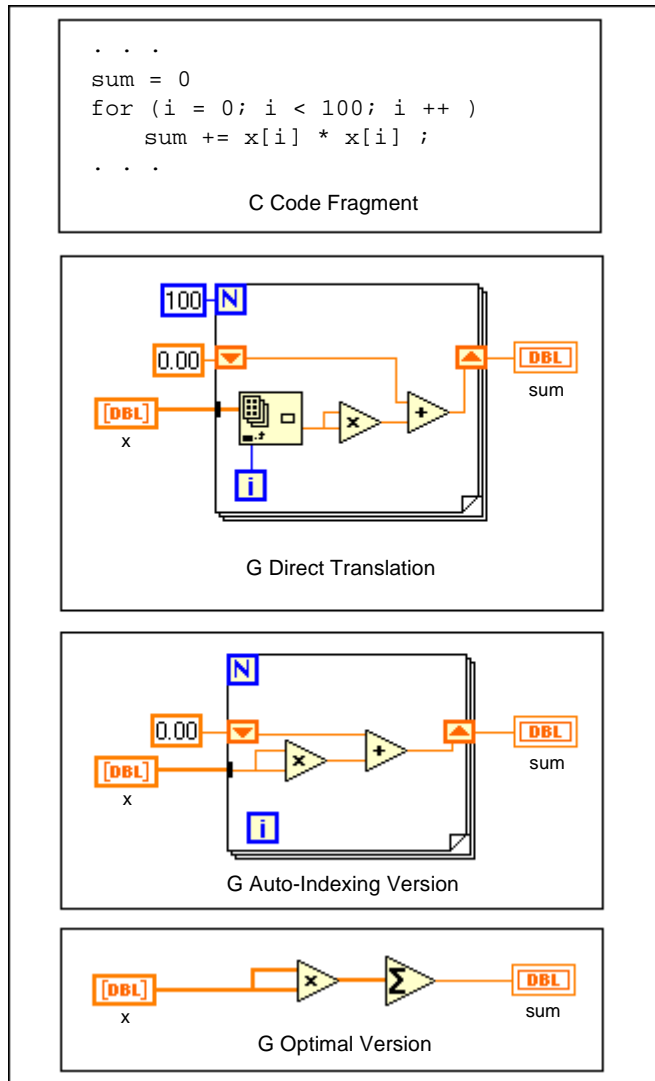 . . .
sum = 0
for (i = 0; i < 100; i ++ )
sum += x[i] * x[i] ;
. . .
C Code Fragment
100 N
0.00
[DBL]
x
i
x
+
DBL
sum
G Direct Translation
N
0.00
[DBL]
x
x
+
i
DBL
sum
G Auto-Indexing Version
[DBL]
x
x
Σ
DBL
sum
G Optimal Version